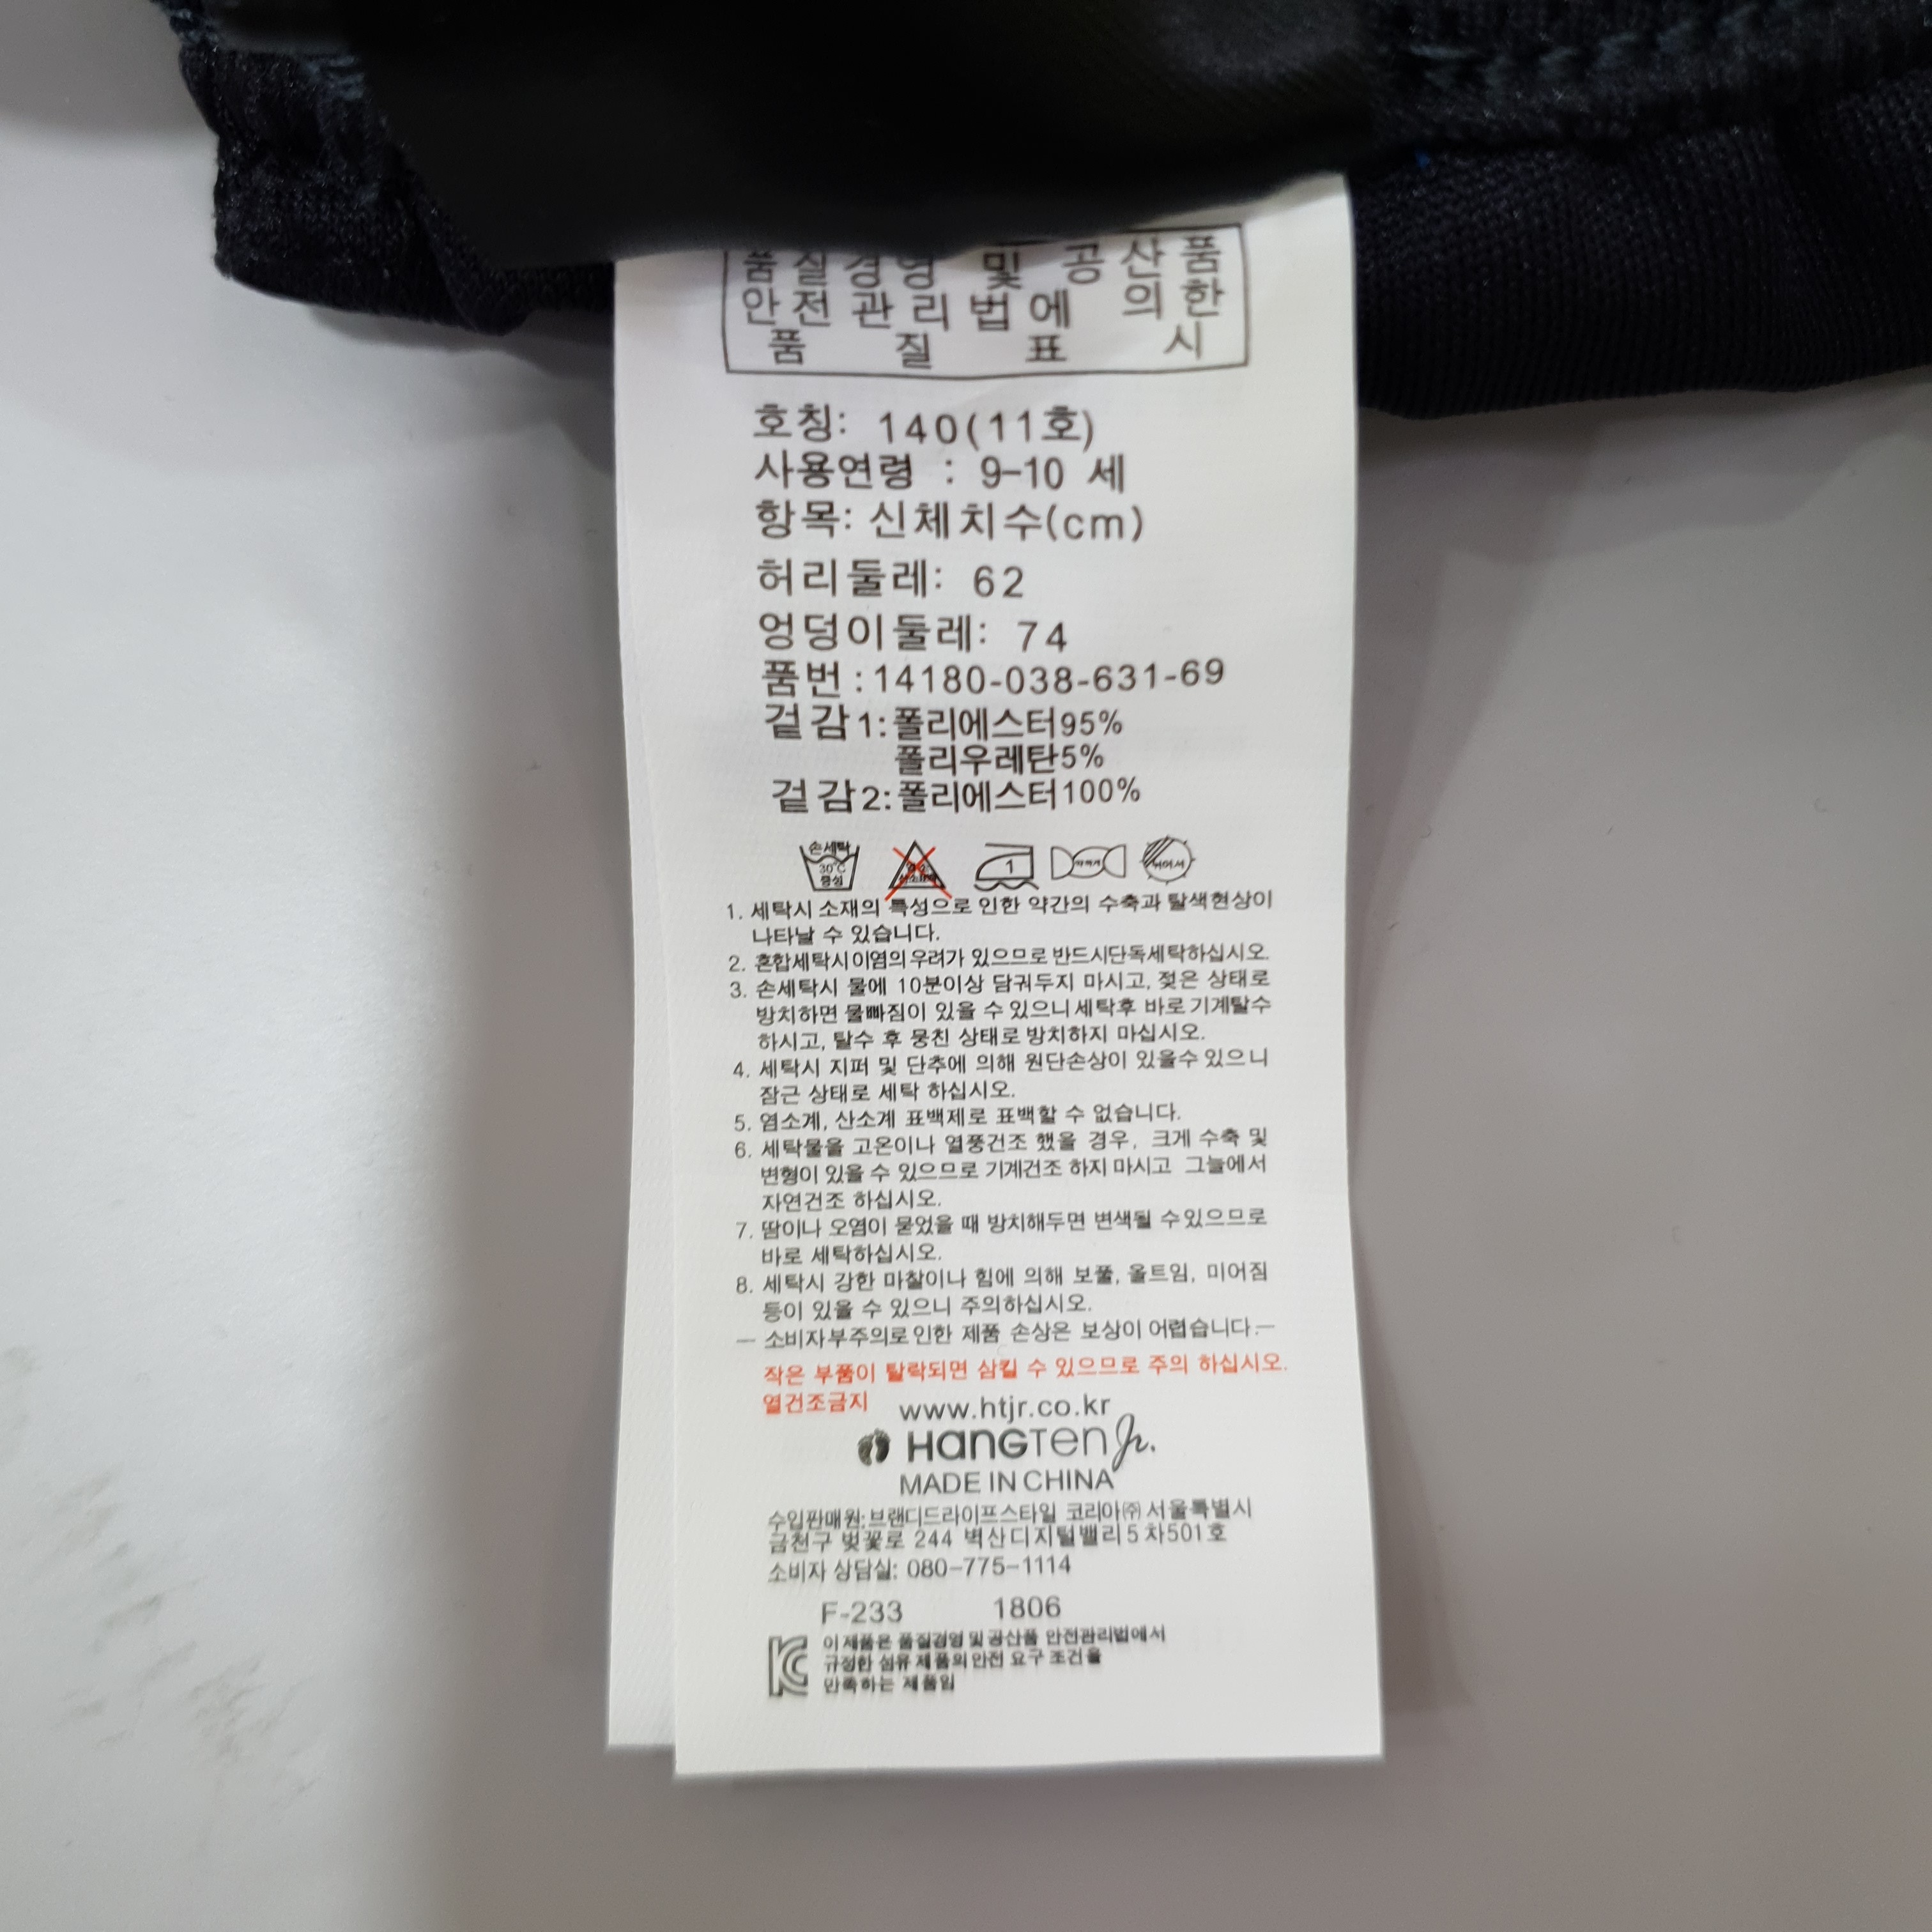 품질경영 및 공산품
안전관리법에 의한
품 질 표 시
호칭: 140(11호)
사용연령 : 9-10 세
항목: 신체치수(cm)
허리둘레: 62
엉덩이둘레: 74
품번:14180-038-631-69
겉감1:폴리에스터95%
폴리우레탄5%
겉감2:폴리에스터100%
손세탁
30℃
중성
1
약하게
뉘어서
1. 세탁시 소재의 특성으로 인한 약간의 수축과 탈색현상이
나타날 수 있습니다.
2. 혼합세탁시이염의우려가 있으므로 반드시단독세탁하십시오.
3. 손세탁시 물에 10분이상 담궈두지 마시고, 젖은 상태로
방치하면 물빠짐이 있을 수 있으니 세탁후 바로 기계탈수
하시고, 탈수 후 뭉친 상태로 방치하지 마십시오.
4. 세탁시 지퍼 및 단추에 의해 원단손상이 있을수 있으니
잠근 상태로 세탁 하십시오.
5. 염소계, 산소계 표백제로 표백할 수 없습니다.
6. 세탁물을 고온이나 열풍건조 했을 경우, 크게 수축 및
변형이 있을 수 있으므로 기계건조 하지 마시고 그늘에서
자연건조 하십시오.
7. 땀이나 오염이 묻었을 때 방치해두면 변색될 수있으므로
바로 세탁하십시오.
8. 세탁시 강한 마찰이나 힘에 의해 보풀, 올트임, 미어짐
등이 있을 수 있으니 주의하십시오.
— 소비자부주의로인한 제품 손상은 보상이 어렵습니다.—
작은 부품이 탈락되면 삼킬 수 있으므로 주의 하십시오.
열건조금지
www.htjr.co.kr
HANGTEN Jr.
MADE IN CHINA
수입판매원:브랜디드라이프스타일 코리아㈜ 서울특별시
금천구 벚꽃로 244 벽산디지털밸리5차501호
소비자 상담실: 080-775-1114
F-233 1806
KC
이제품은 품질경영 및 공산품 안전관리법에서
규정한 섬유 제품의 안전 요구 조건을
만족하는 제품임